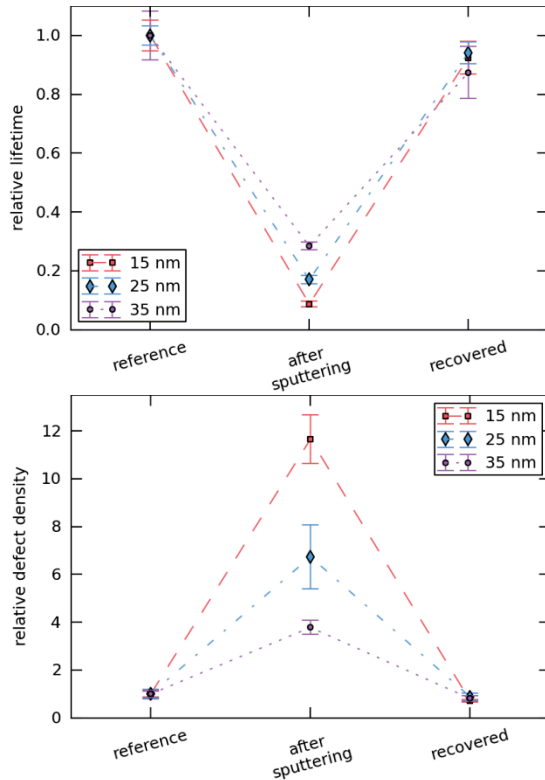 1.0
0.8
0.6
0.4
0.2
0.0
relative lifetime
15 nm
25 nm
35 nm
reference
after
sputtering
recovered
12
10
8
6
4
2
0
relative defect density
15 nm
25 nm
35 nm
reference
after
sputtering
recovered